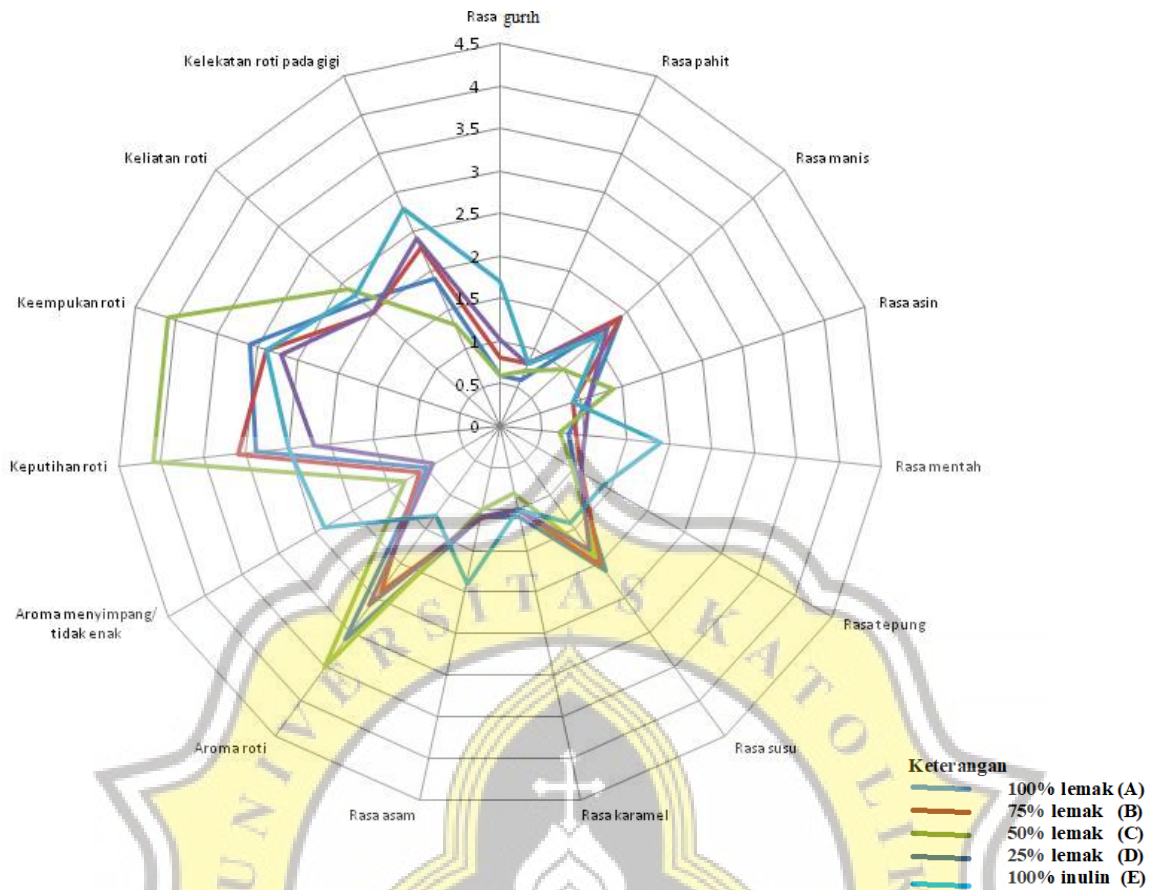 Rasa gurih
4.5
Kelekatan roti pada gigi
Rasa pahit
4
3.5
Keliatan roti
Rasa manis
3
2.5
Keempukan roti
Rasa asin
2
1.5
1
0.5
0
Keputihan roti
Rasa mentah
Aroma menyimpang/
tidak enak
Rasa tepung
Aroma roti
Rasa susu
Rasa asam
Rasa karamel
UNIVERSITAS KATOLIK
Keterangan
100% lemak (A)
75% lemak (B)
50% lemak (C)
25% lemak (D)
100% inulin (E)